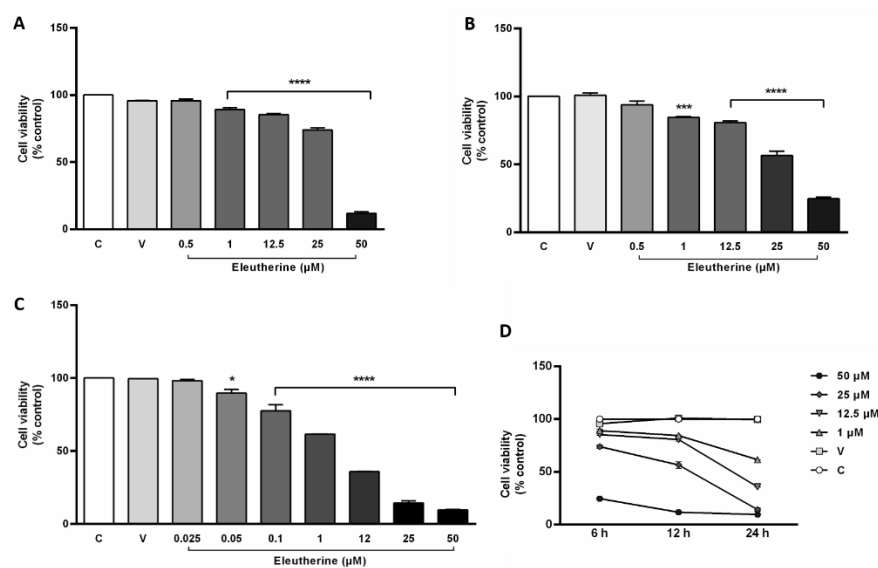 A
Cell viability
(% control)
150
100
50
0
****
C V 0.5 1 12.5 25 50
Eleutherine (µM)
B
Cell viability
(% control)
150
100
50
0
***
****
C V 0.5 1 12.5 25 50
Eleutherine (µM)
C
Cell viability
(% control)
150
100
50
0
*
****
C V 0.025 0.05 0.1 1 12 25 50
Eleutherine (µM)
D
Cell viability
(% control)
150
100
50
0
6 h 12 h 24 h
50 µM
25 µM
12.5 µM
1 µM
V
C